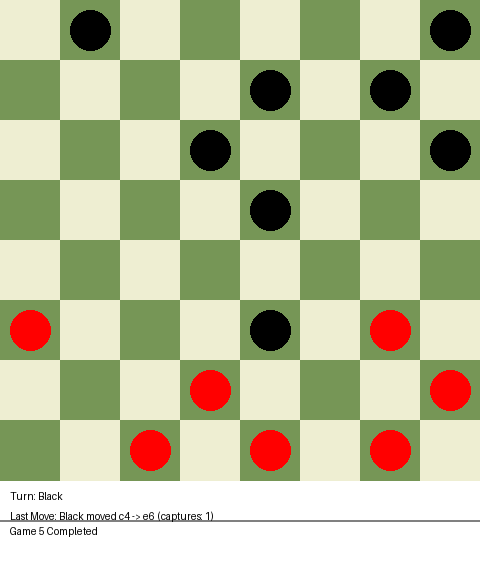 Turn: Black
Last Move: Black moved c4 -> e6 (captures: 1)
Game 5 Completed